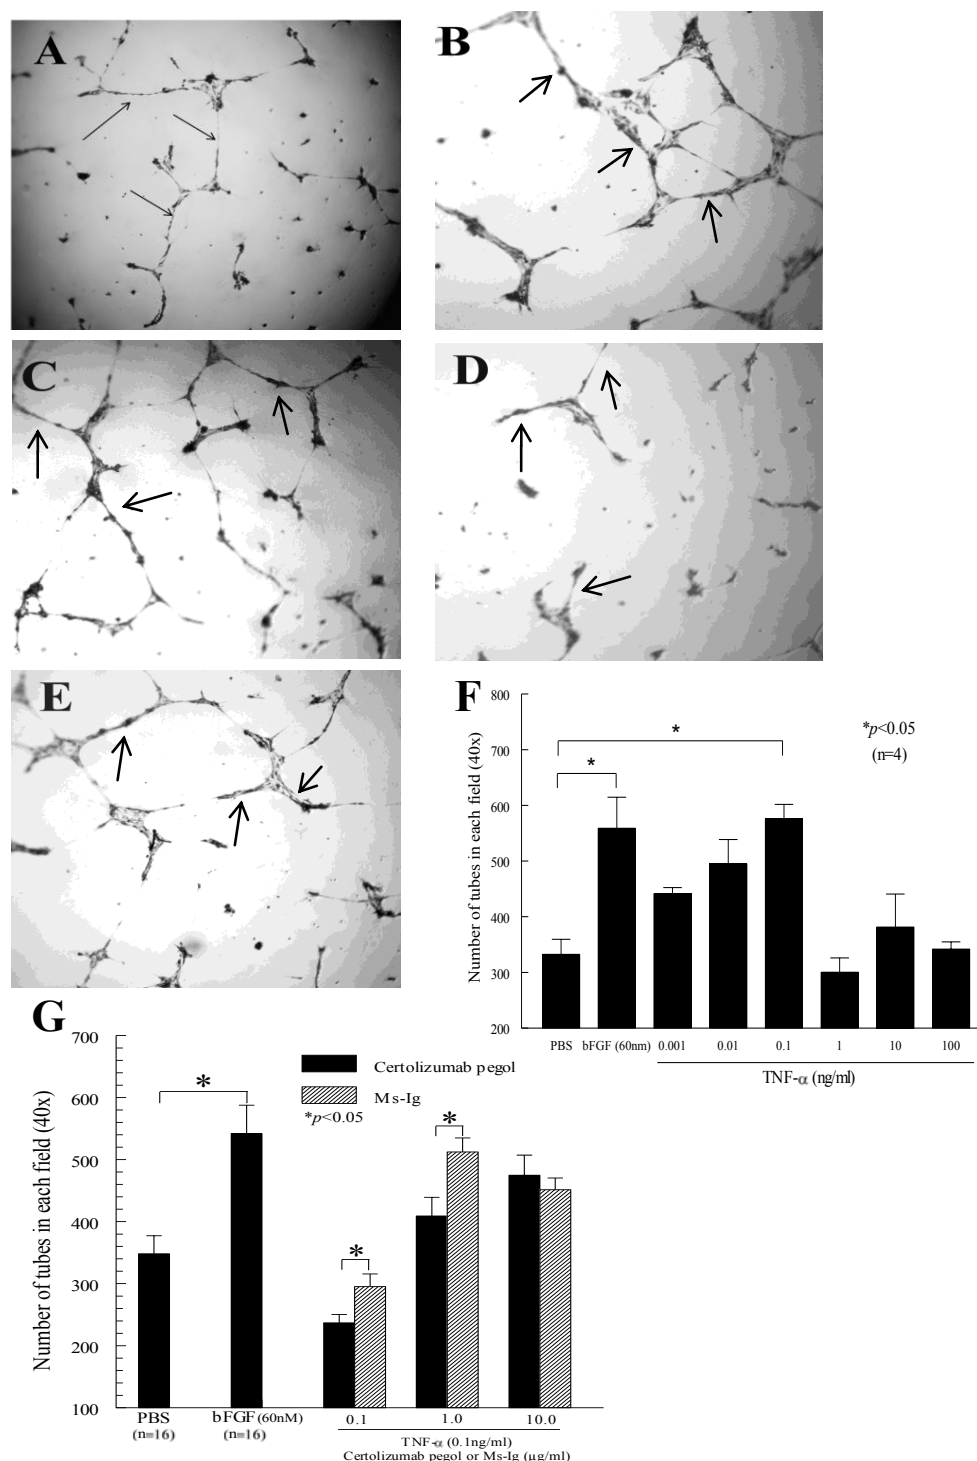 A
B
C
D
E
F
800
700
600
500
400
300
200
Number of tubes in each field (40x)
*
*
*p<0.05
(n=4)
PBS
bFGF (60nm)
0.001
0.01
0.1
1
10
100
TNF-α (ng/ml)
G
700
600
500
400
300
200
100
Number of tubes in each field (40x)
Certolizumab pegol
Ms-Ig
*p<0.05
*
*
*
PBS
(n=16)
bFGF(60nM)
(n=16)
0.1
1.0
10.0
TNF-α (0.1ng/ml)
Certolizumab pegol or Ms-Ig (µg/ml)